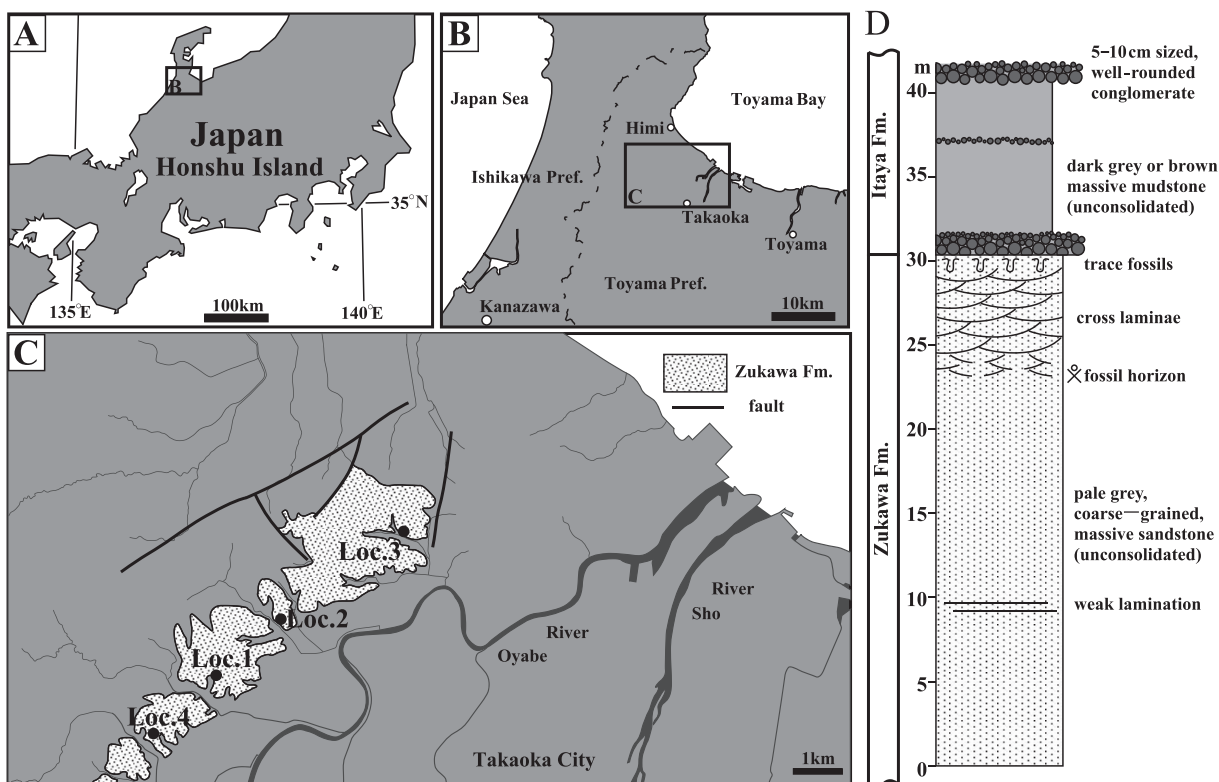 A
B
Japan
Honshu Island
35°N
135°E
100km
140°E
B
Japan Sea
Toyama Bay
Himi
Ishikawa Pref.
C
Takaoka
Toyama
Toyama Pref.
Kanazawa
10km
C
Zukawa Fm.
fault
Loc.3
Loc.2
Loc.1
Loc.4
River
Sho
River
Oyabe
Takaoka City
1km
D
m
40
35
30
25
20
15
10
5
0
Itaya Fm.
Zukawa Fm.
5-10cm sized,
well-rounded
conglomerate
dark grey or brown
massive mudstone
(unconsolidated)
trace fossils
cross laminae
fossil horizon
pale grey,
coarse—grained,
massive sandstone
(unconsolidated)
weak lamination